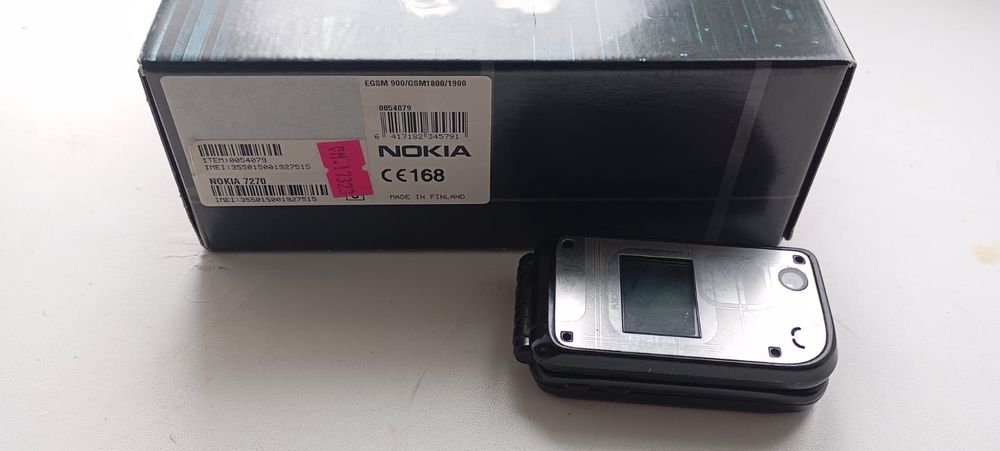 EGSM 900/GSM1800/1900
0054079
6 417182 345791
ITEM:0054079
IMEI:355015001927515
NOKIA
NOKIA 7270
CE168
IMEI:355015001927515
MADE IN FINLAND